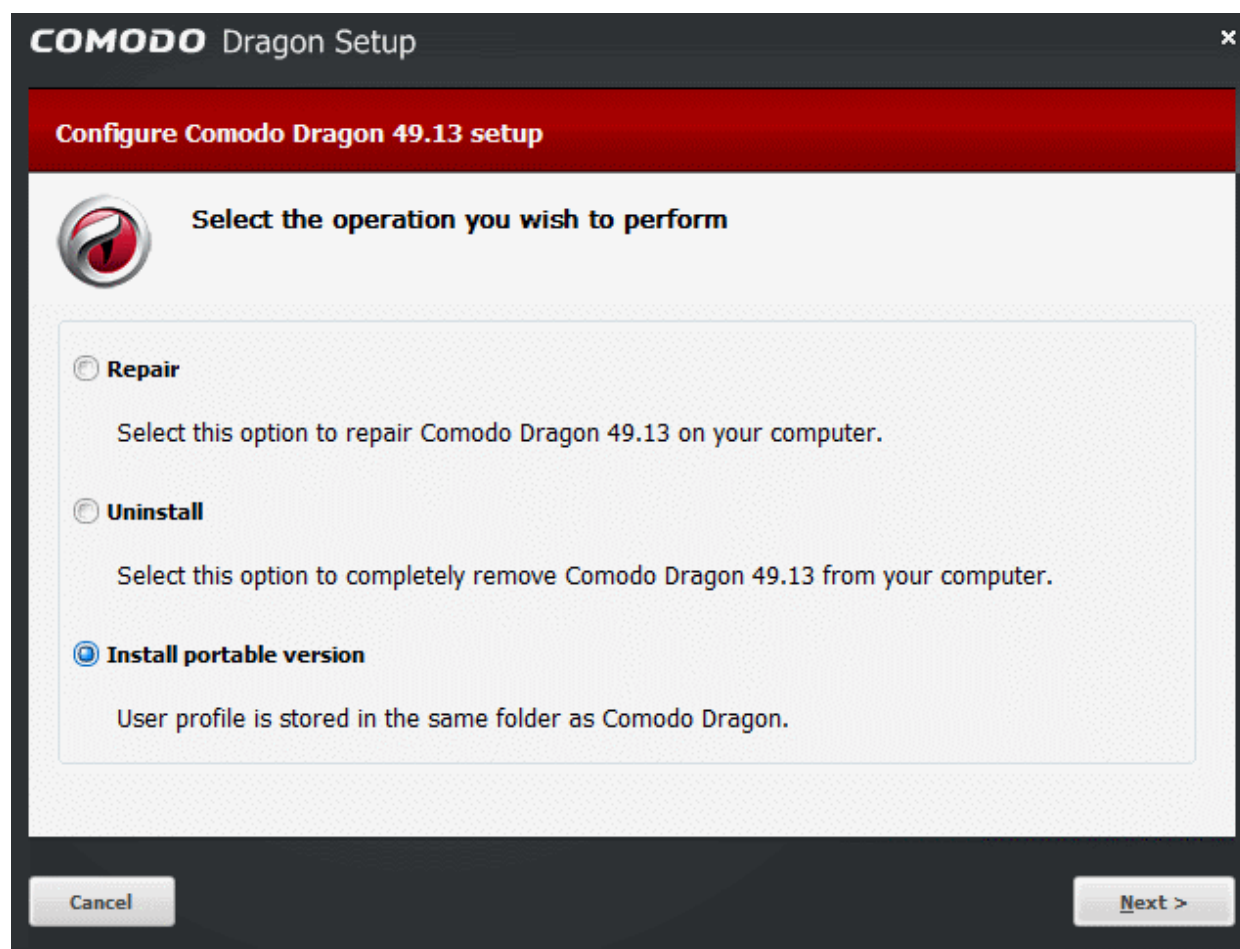 COMODO Dragon Setup
Configure Comodo Dragon 49.13 setup
Select the operation you wish to perform
Repair
Select this option to repair Comodo Dragon 49.13 on your computer.
Uninstall
Select this option to completely remove Comodo Dragon 49.13 from your computer.
Install portable version
User profile is stored in the same folder as Comodo Dragon.
Cancel
Next >